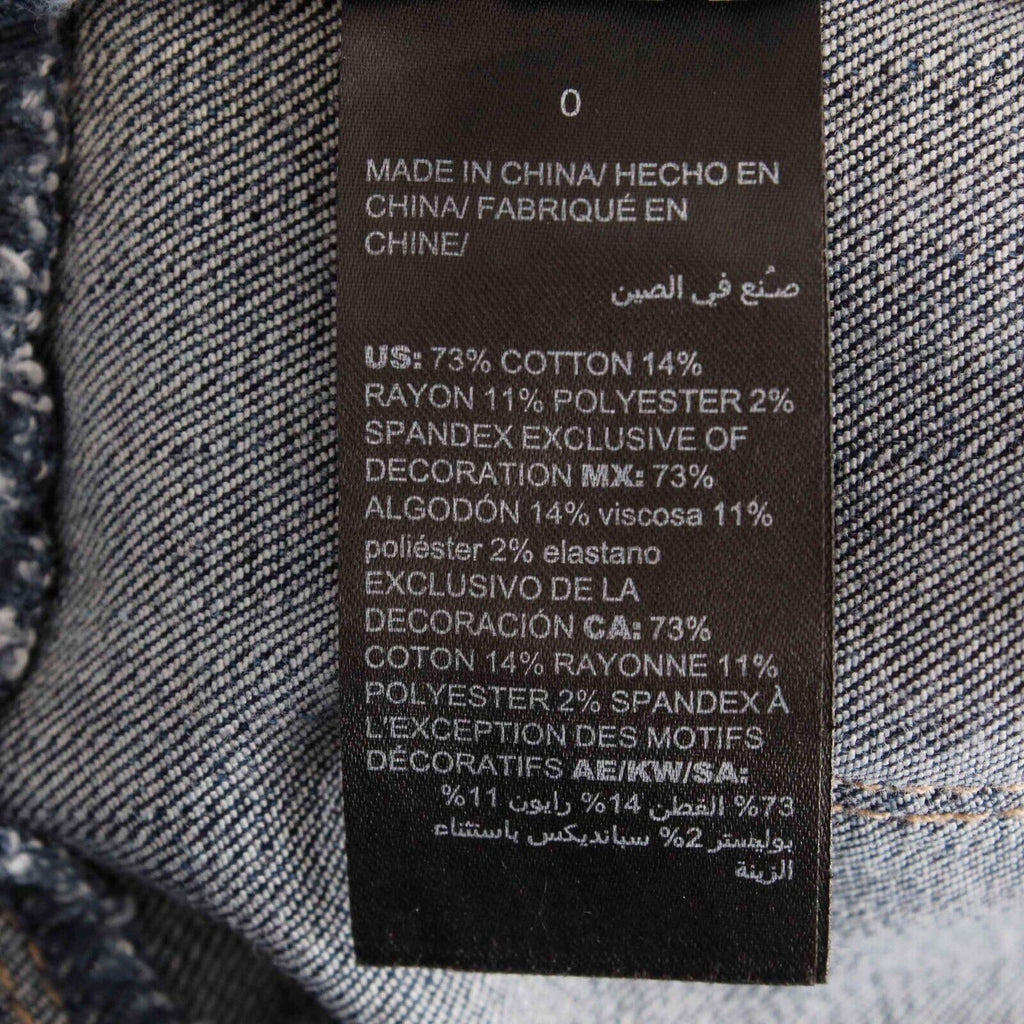 0
MADE IN CHINA/ HECHO EN
CHINA/ FABRIQUÉ EN
CHINE/
صُنع في الصين
US: 73% COTTON 14%
RAYON 11% POLYESTER 2%
SPANDEX EXCLUSIVE OF
DECORATION MX: 73%
ALGODÓN 14% viscosa 11%
poliéster 2% elastano
EXCLUSIVO DE LA
DECORACIÓN CA: 73%
COTON 14% RAYONNE 11%
POLYESTER 2% SPANDEX À
L'EXCEPTION DES MOTIFS
DÉCORATIFS AE/KW/SA:
73% القطن 14% رايون 11%
بوليستر 2% سبانديكس باستثناء
الزينة